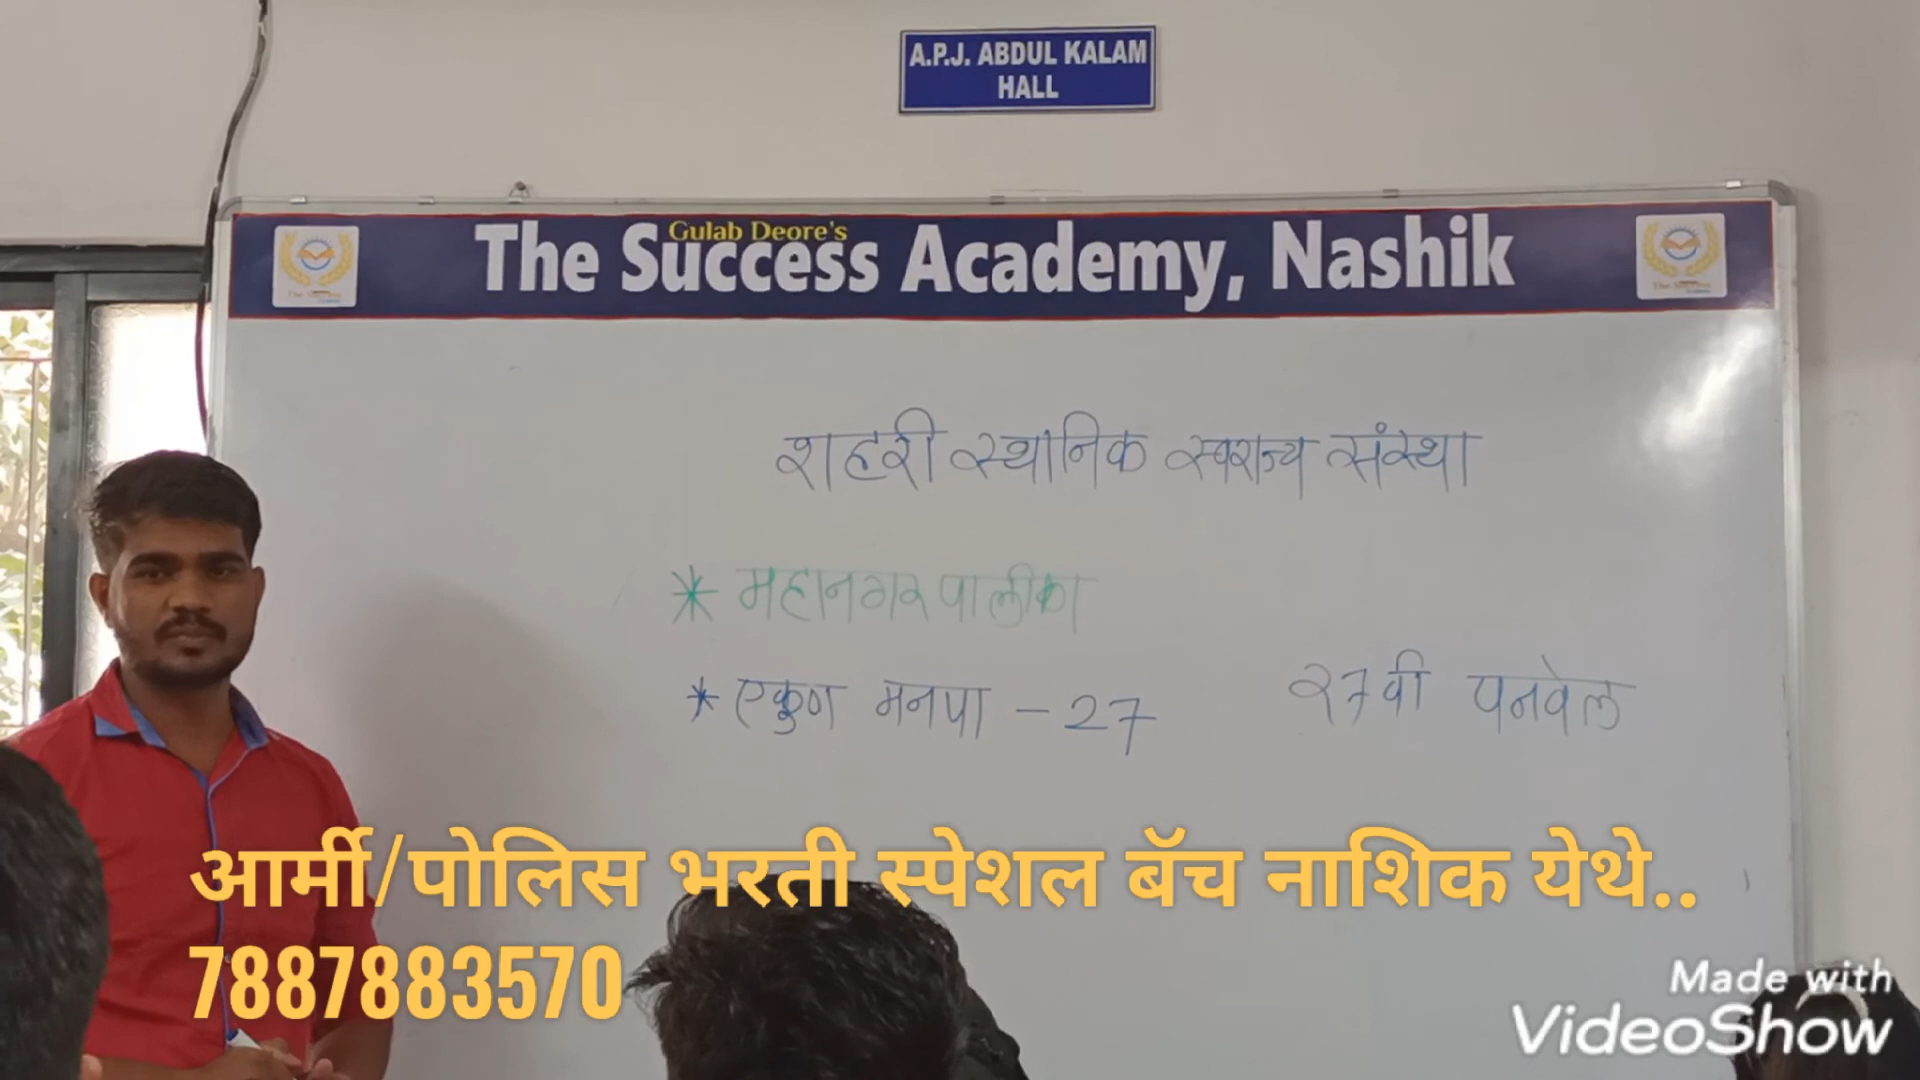 A.P.J. ABDUL KALAM
HALL
Gulab Deore's
The Success Academy, Nashik
शहरी स्थानिक स्वराज्य संस्था
* महानगरपालीका
* एकुण मनपा - 27 27वी पनवेल
आर्मी/पोलिस भरती स्पेशल बॅच नाशिक येथे..
7887883570
Made with
VideoShow